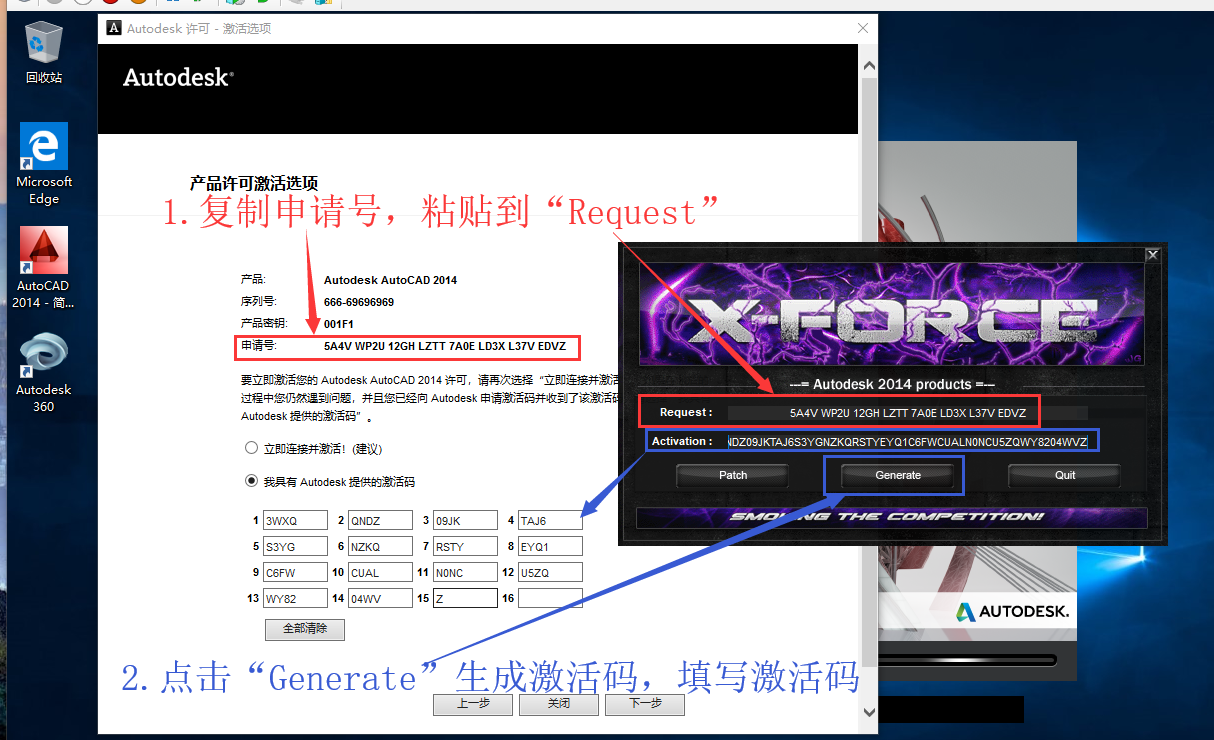 Autodesk 许可 - 激活选项
回收站
Autodesk
Microsoft
Edge
产品许可激活选项
1.复制申请号，粘贴到“Request”
AutoCAD
2014 - 简...
Autodesk
360
产品: Autodesk AutoCAD 2014
序列号: 666-69696969
产品密钥: 001F1
申请号: 5A4V WP2U 12GH LZTT 7A0E LD3X L37V EDVZ
要立即激活您的 Autodesk AutoCAD 2014 许可，请再次选择“立即连接并激活
过程中您仍然遇到问题，并且您已经向 Autodesk 申请激活码并收到了该激活码
Autodesk 提供的激活码”。
立即连接并激活! (建议)
我具有 Autodesk 提供的激活码
1 3WXQ 2 QNDZ 3 09JK 4 TAJ6
5 S3YG 6 NZKQ 7 RSTY 8 EYQ1
9 C6FW 10 CUAL 11 N0NC 12 U5ZQ
13 WY82 14 04WV 15 Z 16
全部清除
2.点击“Generate”生成激活码，填写激活码
上一步 关闭 下一步
X-FORCE
---= Autodesk 2014 products =---
Request : 5A4V WP2U 12GH LZTT 7A0E LD3X L37V EDVZ
Activation : NDZ09JKTAJ6S3YGNZKQRSTYEYQ1C6FWCUALN0NCU5ZQWY8204WVZ
Patch Generate Quit
SMOKING THE COMPETITION!
AUTODESK.